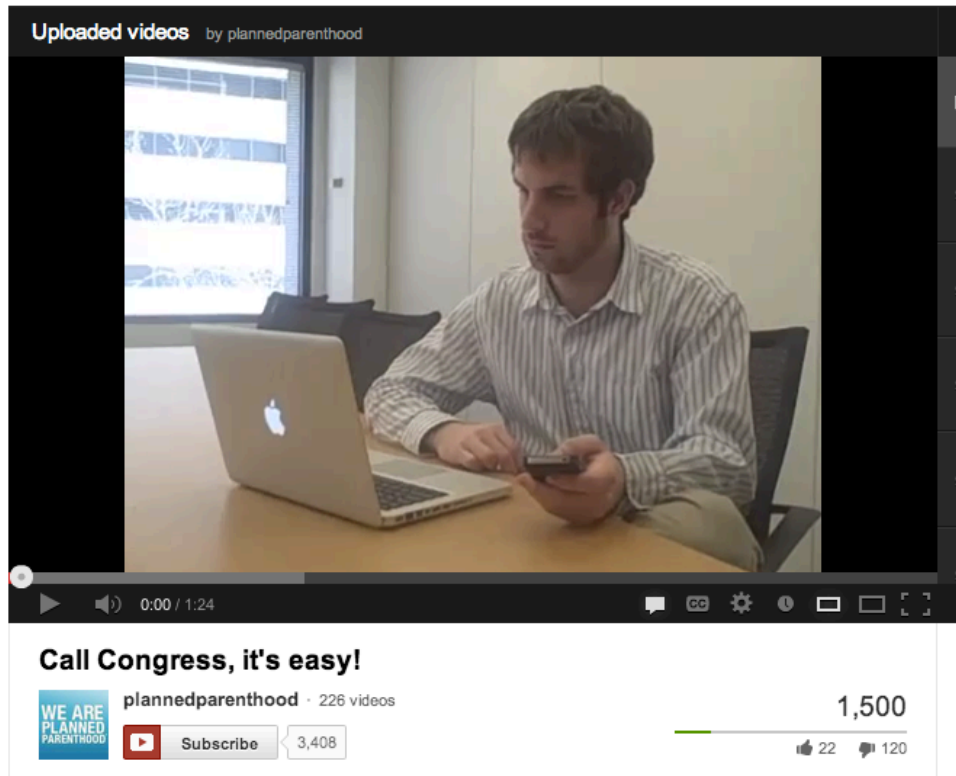 Uploaded videos by plannedparenthood
0:00 / 1:24
CC
Call Congress, it's easy!
WE ARE
PLANNED
PARENTHOOD
plannedparenthood · 226 videos
Subscribe 3,408
1,500
22 120